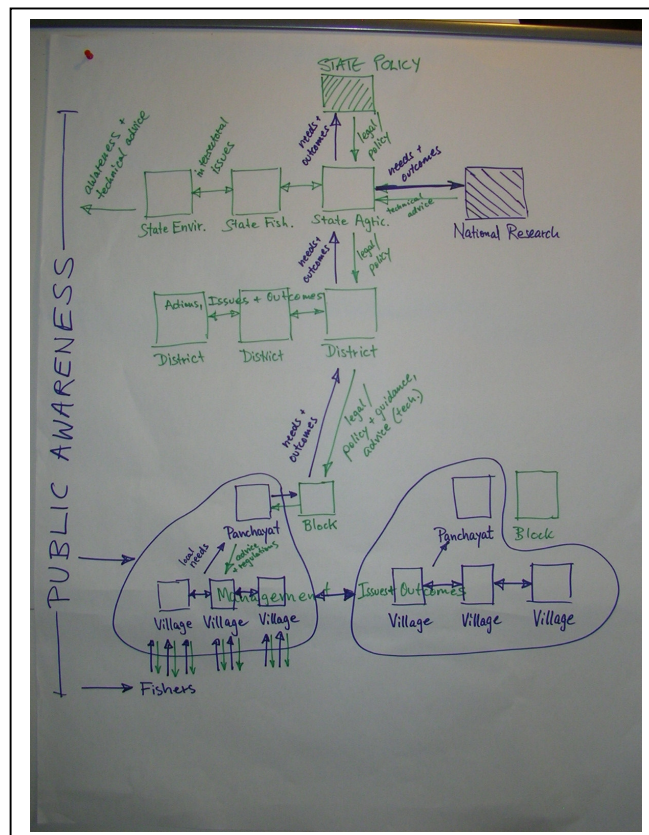 STATE POLICY
needs +
outcomes
legal/
policy
awareness +
technical advice
intersectoral
issues
needs +
outcomes
technical
advice
State Envir.
State Fish.
State Agtic.
National Research
needs +
outcomes
legal/
policy
Admns, Issues + Outcomes
District
District
District
needs +
outcomes
legal/
policy + guidance,
advice (tech.)
PUBLIC AWARENESS
Panchayat
Block
local
needs
advice
+ regulations
Panchayat
Block
Management
Issues + Outcomes
Village
Village
Village
Village
Village
Village
Fishers